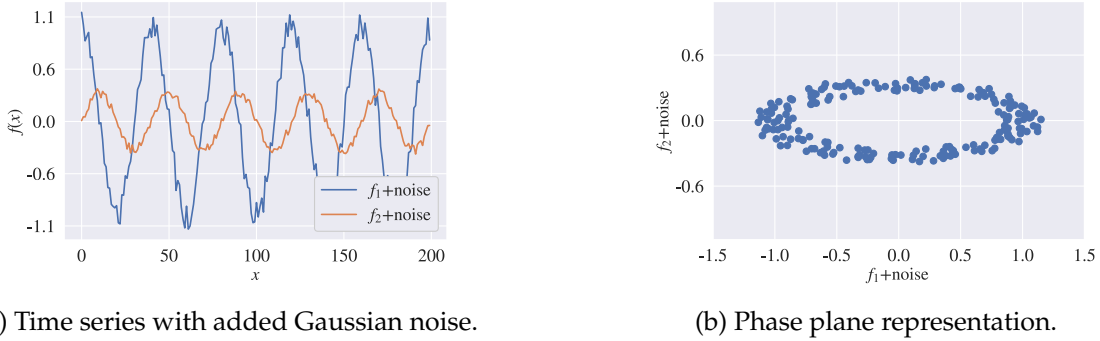 1.1
0.6
0.0
-0.6
-1.1
f(x)
f₁+noise
f₂+noise
0
50
100
150
200
x
) Time series with added Gaussian noise.
0.6
0.0
-0.6
f₂+noise
-1.5
-1.0
-0.5
0.0
0.5
1.0
1.5
f₁+noise
(b) Phase plane representation.